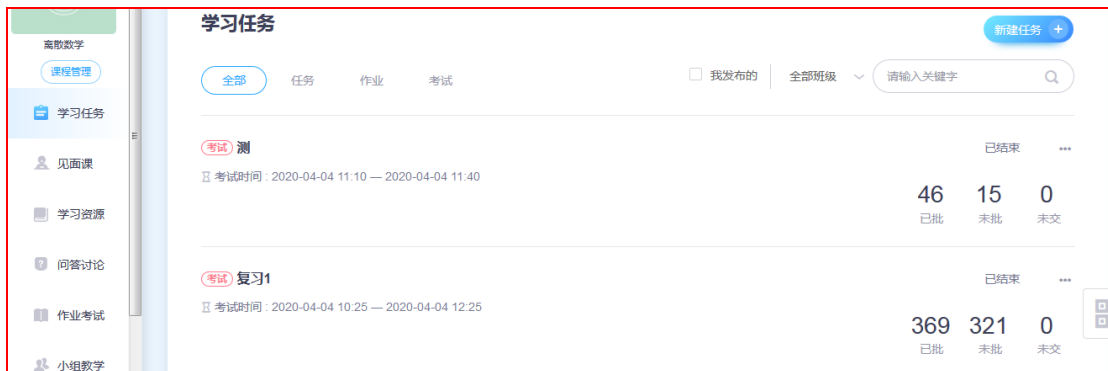 离散数学
课程管理
学习任务
见面课
学习资源
问答讨论
作业考试
小组教学
学习任务
新建任务 +
全部 任务 作业 考试 我发布的 全部班级 请输入关键字
考试 测 已结束
考试时间 : 2020-04-04 11:10 — 2020-04-04 11:40
46 15 0
已批 未批 未交
考试 复习1 已结束
考试时间 : 2020-04-04 10:25 — 2020-04-04 12:25
369 321 0
已批 未批 未交